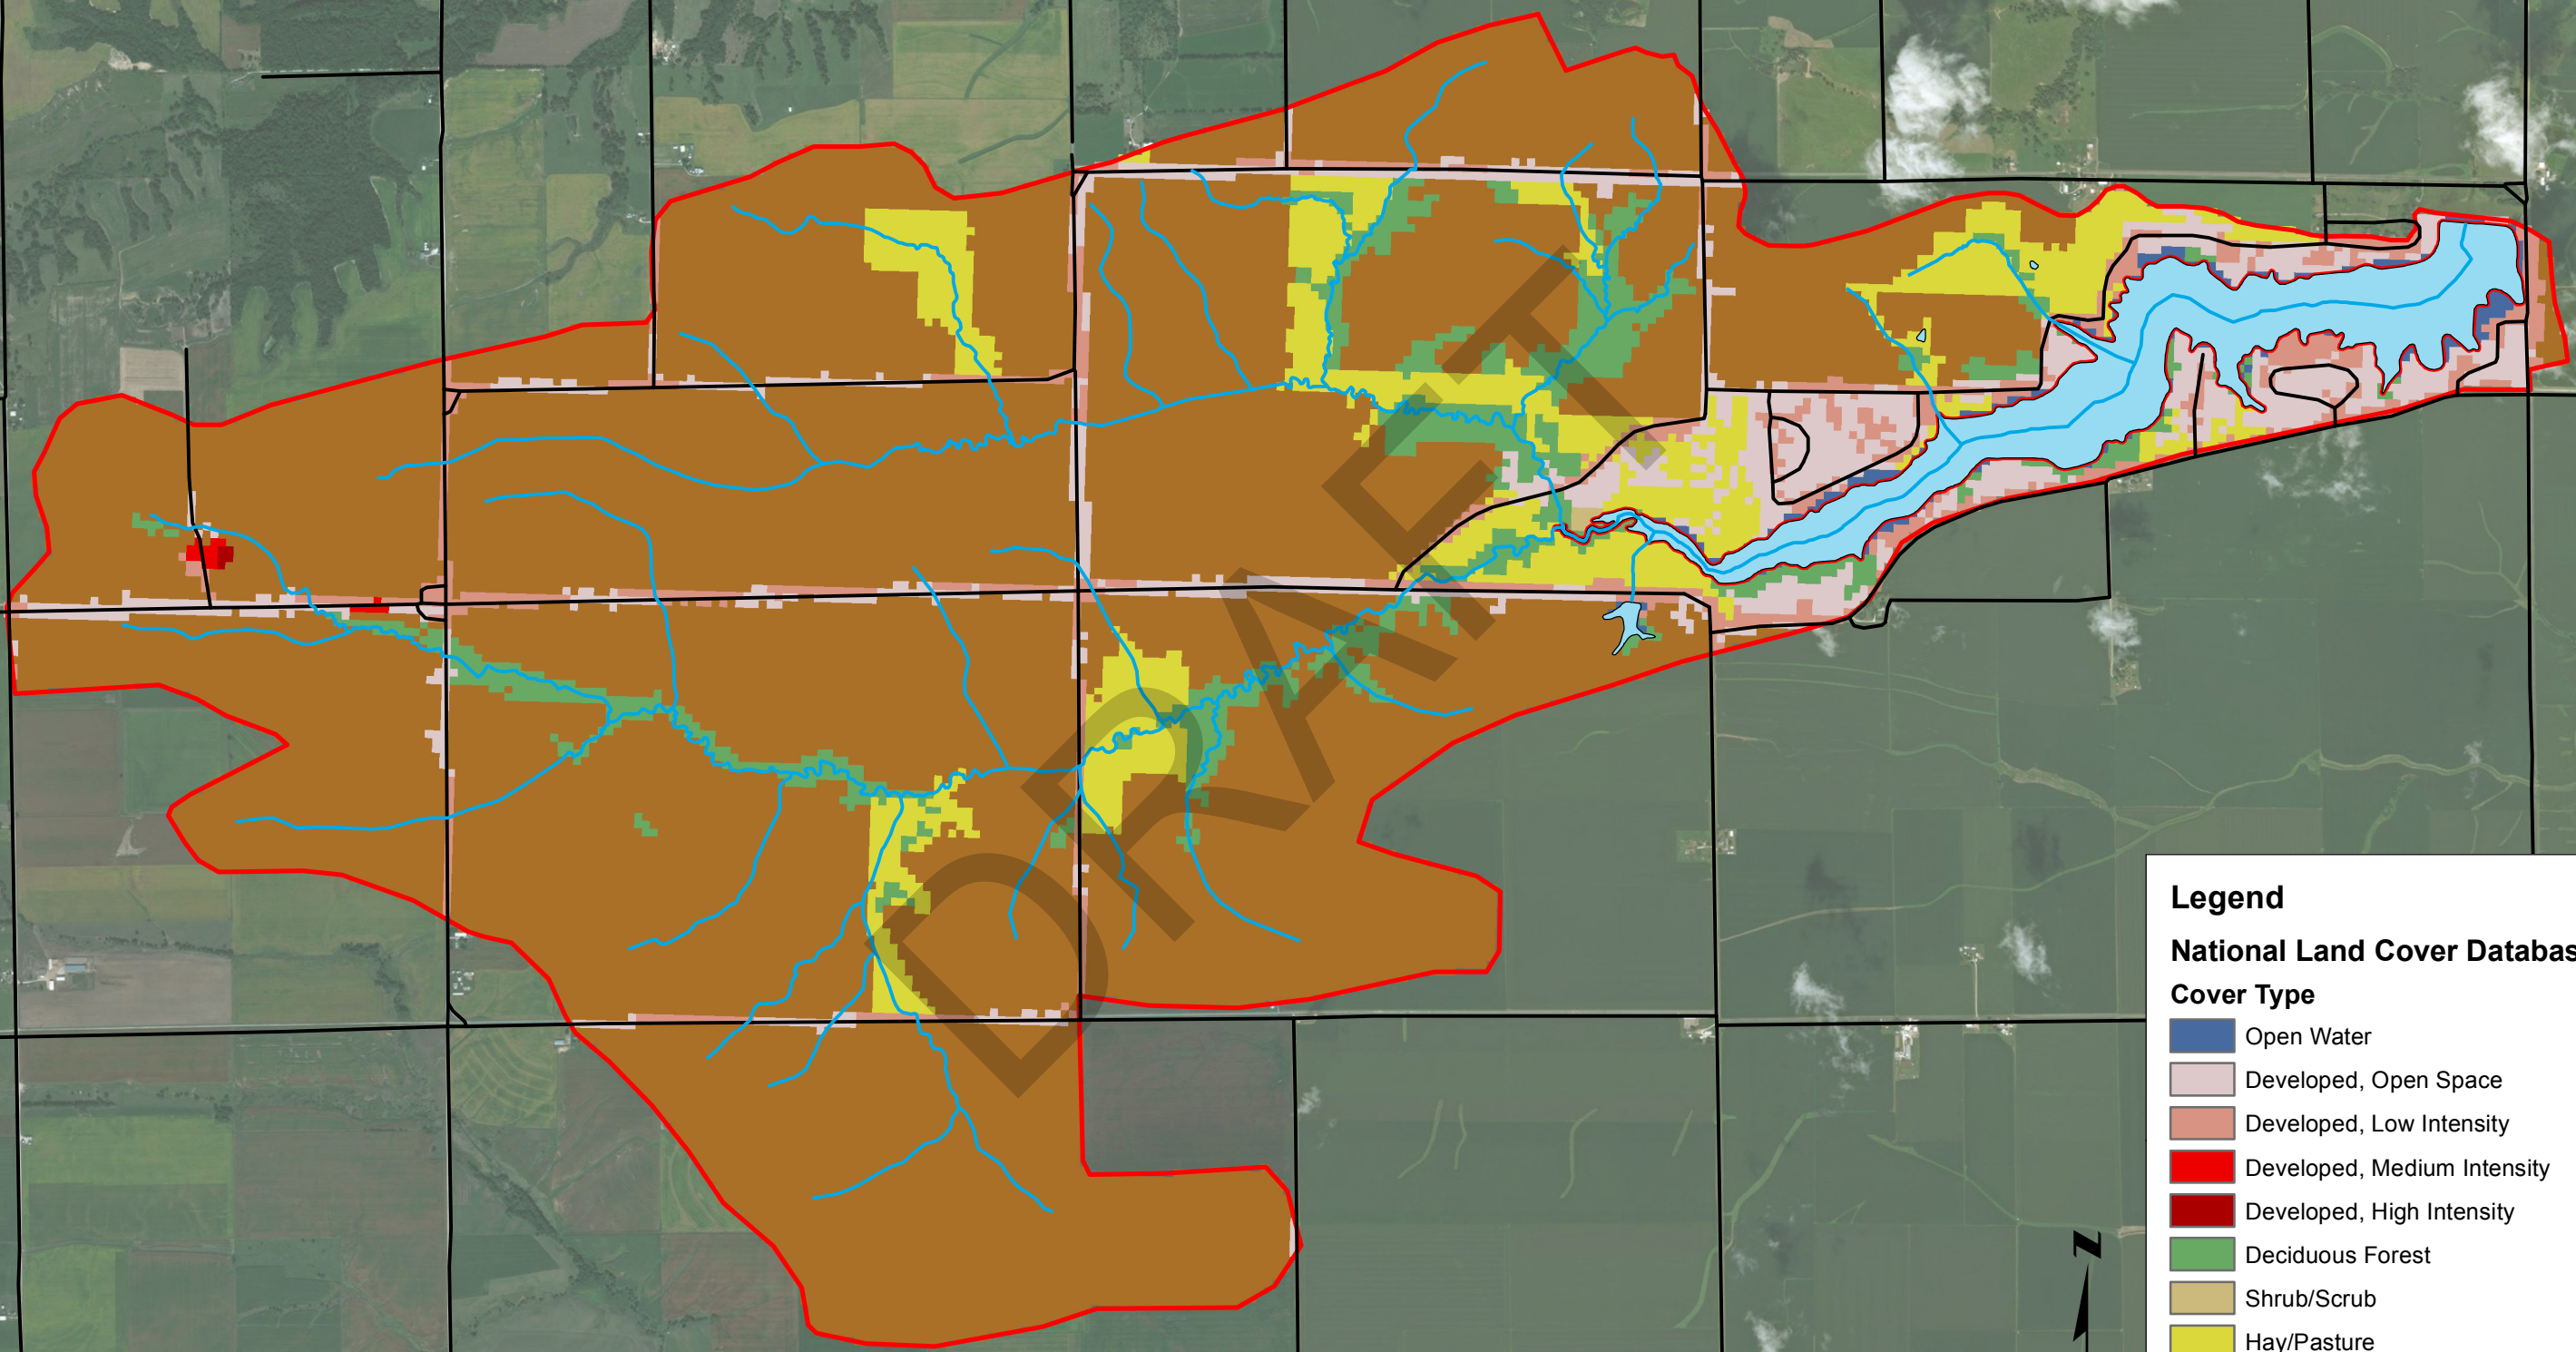 DRAFT
Legend
National Land Cover Databas
Cover Type
Open Water
Developed, Open Space
Developed, Low Intensity
Developed, Medium Intensity
Developed, High Intensity
Deciduous Forest
Shrub/Scrub
Hay/Pasture
N